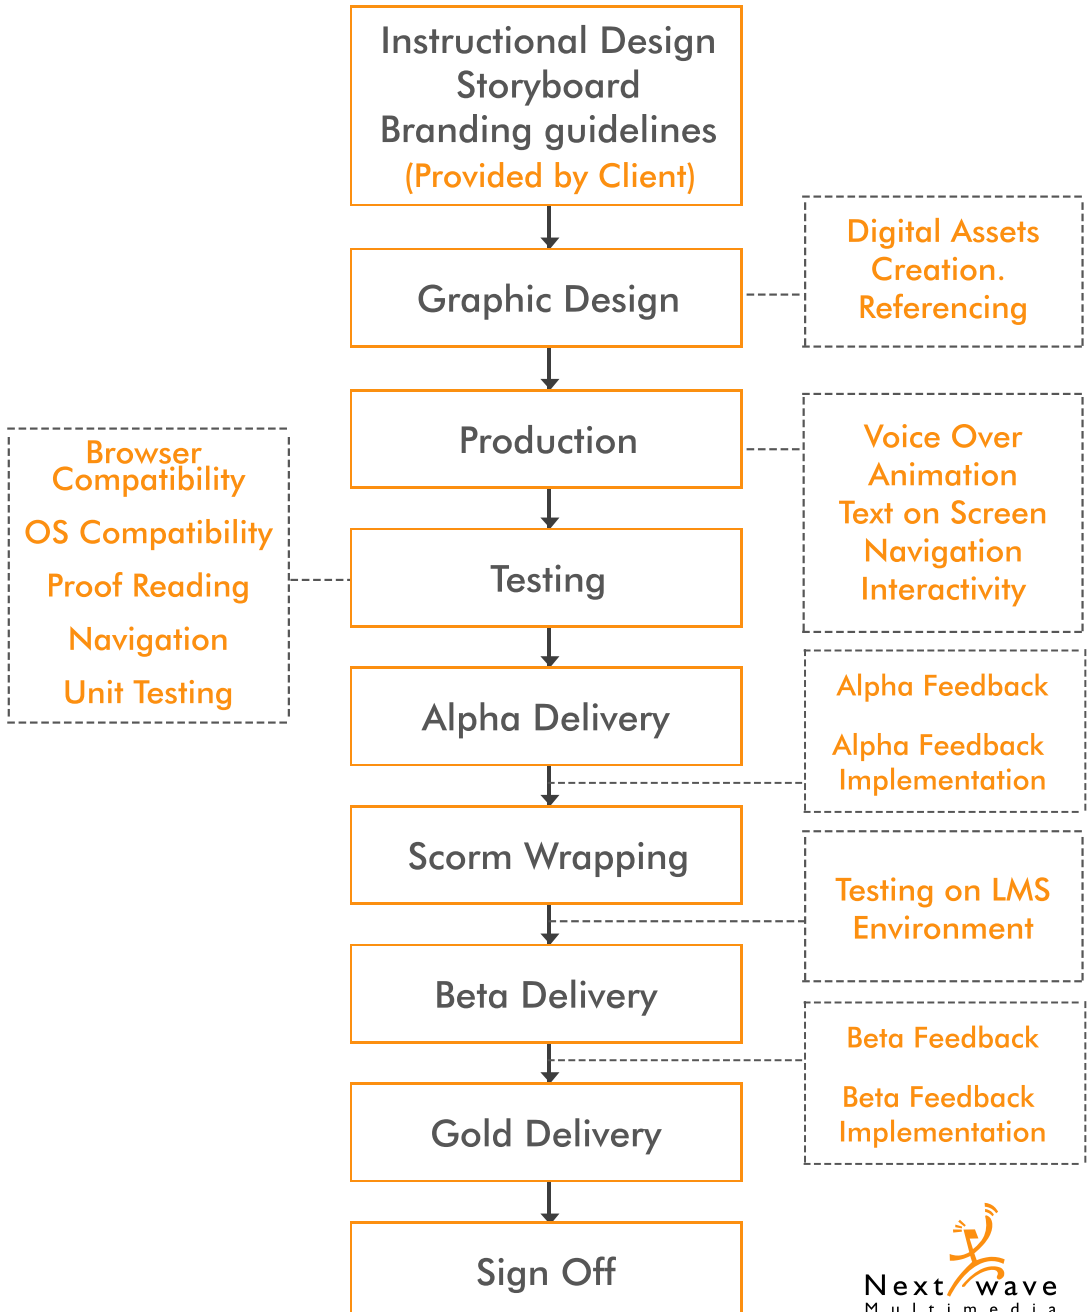 Instructional Design
Storyboard
Branding guidelines
(Provided by Client)
Graphic Design
Digital Assets
Creation.
Referencing
Production
Voice Over
Animation
Text on Screen
Navigation
Interactivity
Testing
Browser
Compatibility
OS Compatibility
Proof Reading
Navigation
Unit Testing
Alpha Delivery
Alpha Feedback
Alpha Feedback
Implementation
Scorm Wrapping
Testing on LMS
Environment
Beta Delivery
Beta Feedback
Beta Feedback
Implementation
Gold Delivery
Sign Off
Next wave
Multimedia